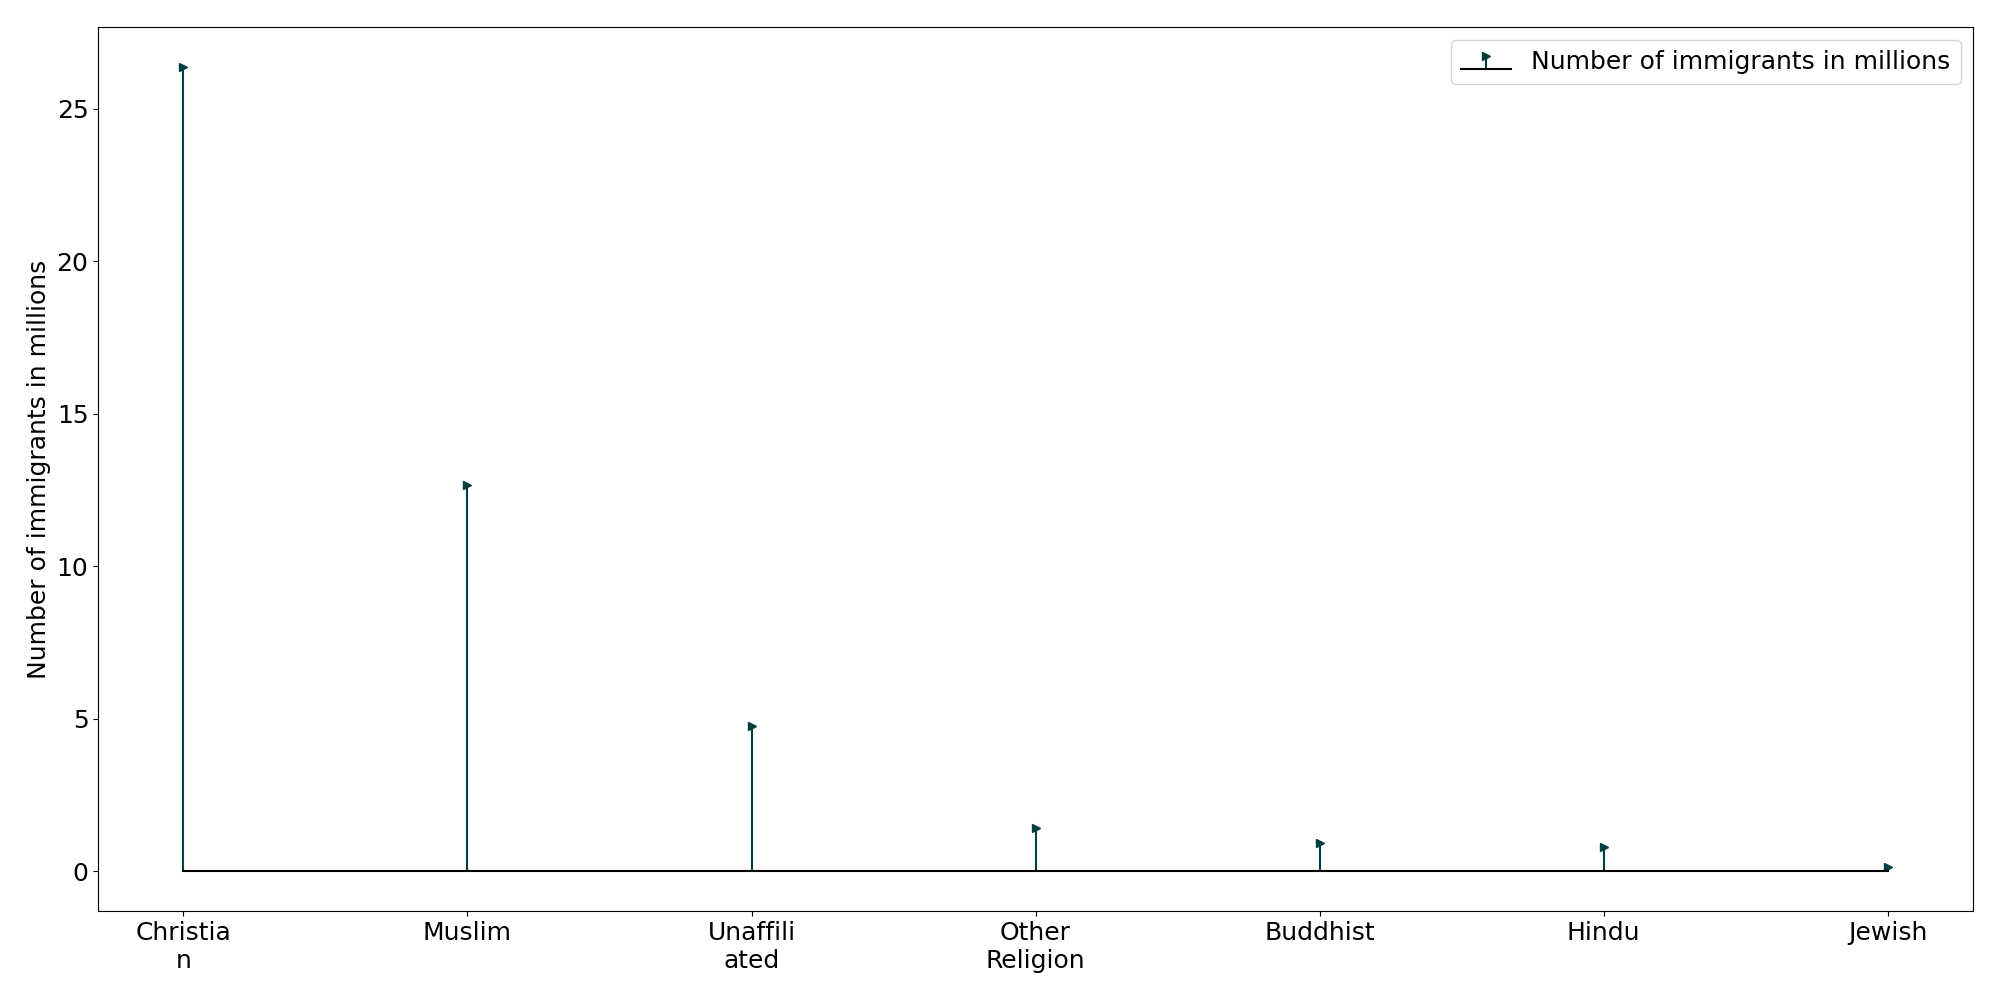 Number of immigrants in millions
Number of immigrants in millions
25
20
15
10
5
0
Christia
n
Muslim
Unaffili
ated
Other
Religion
Buddhist
Hindu
Jewish